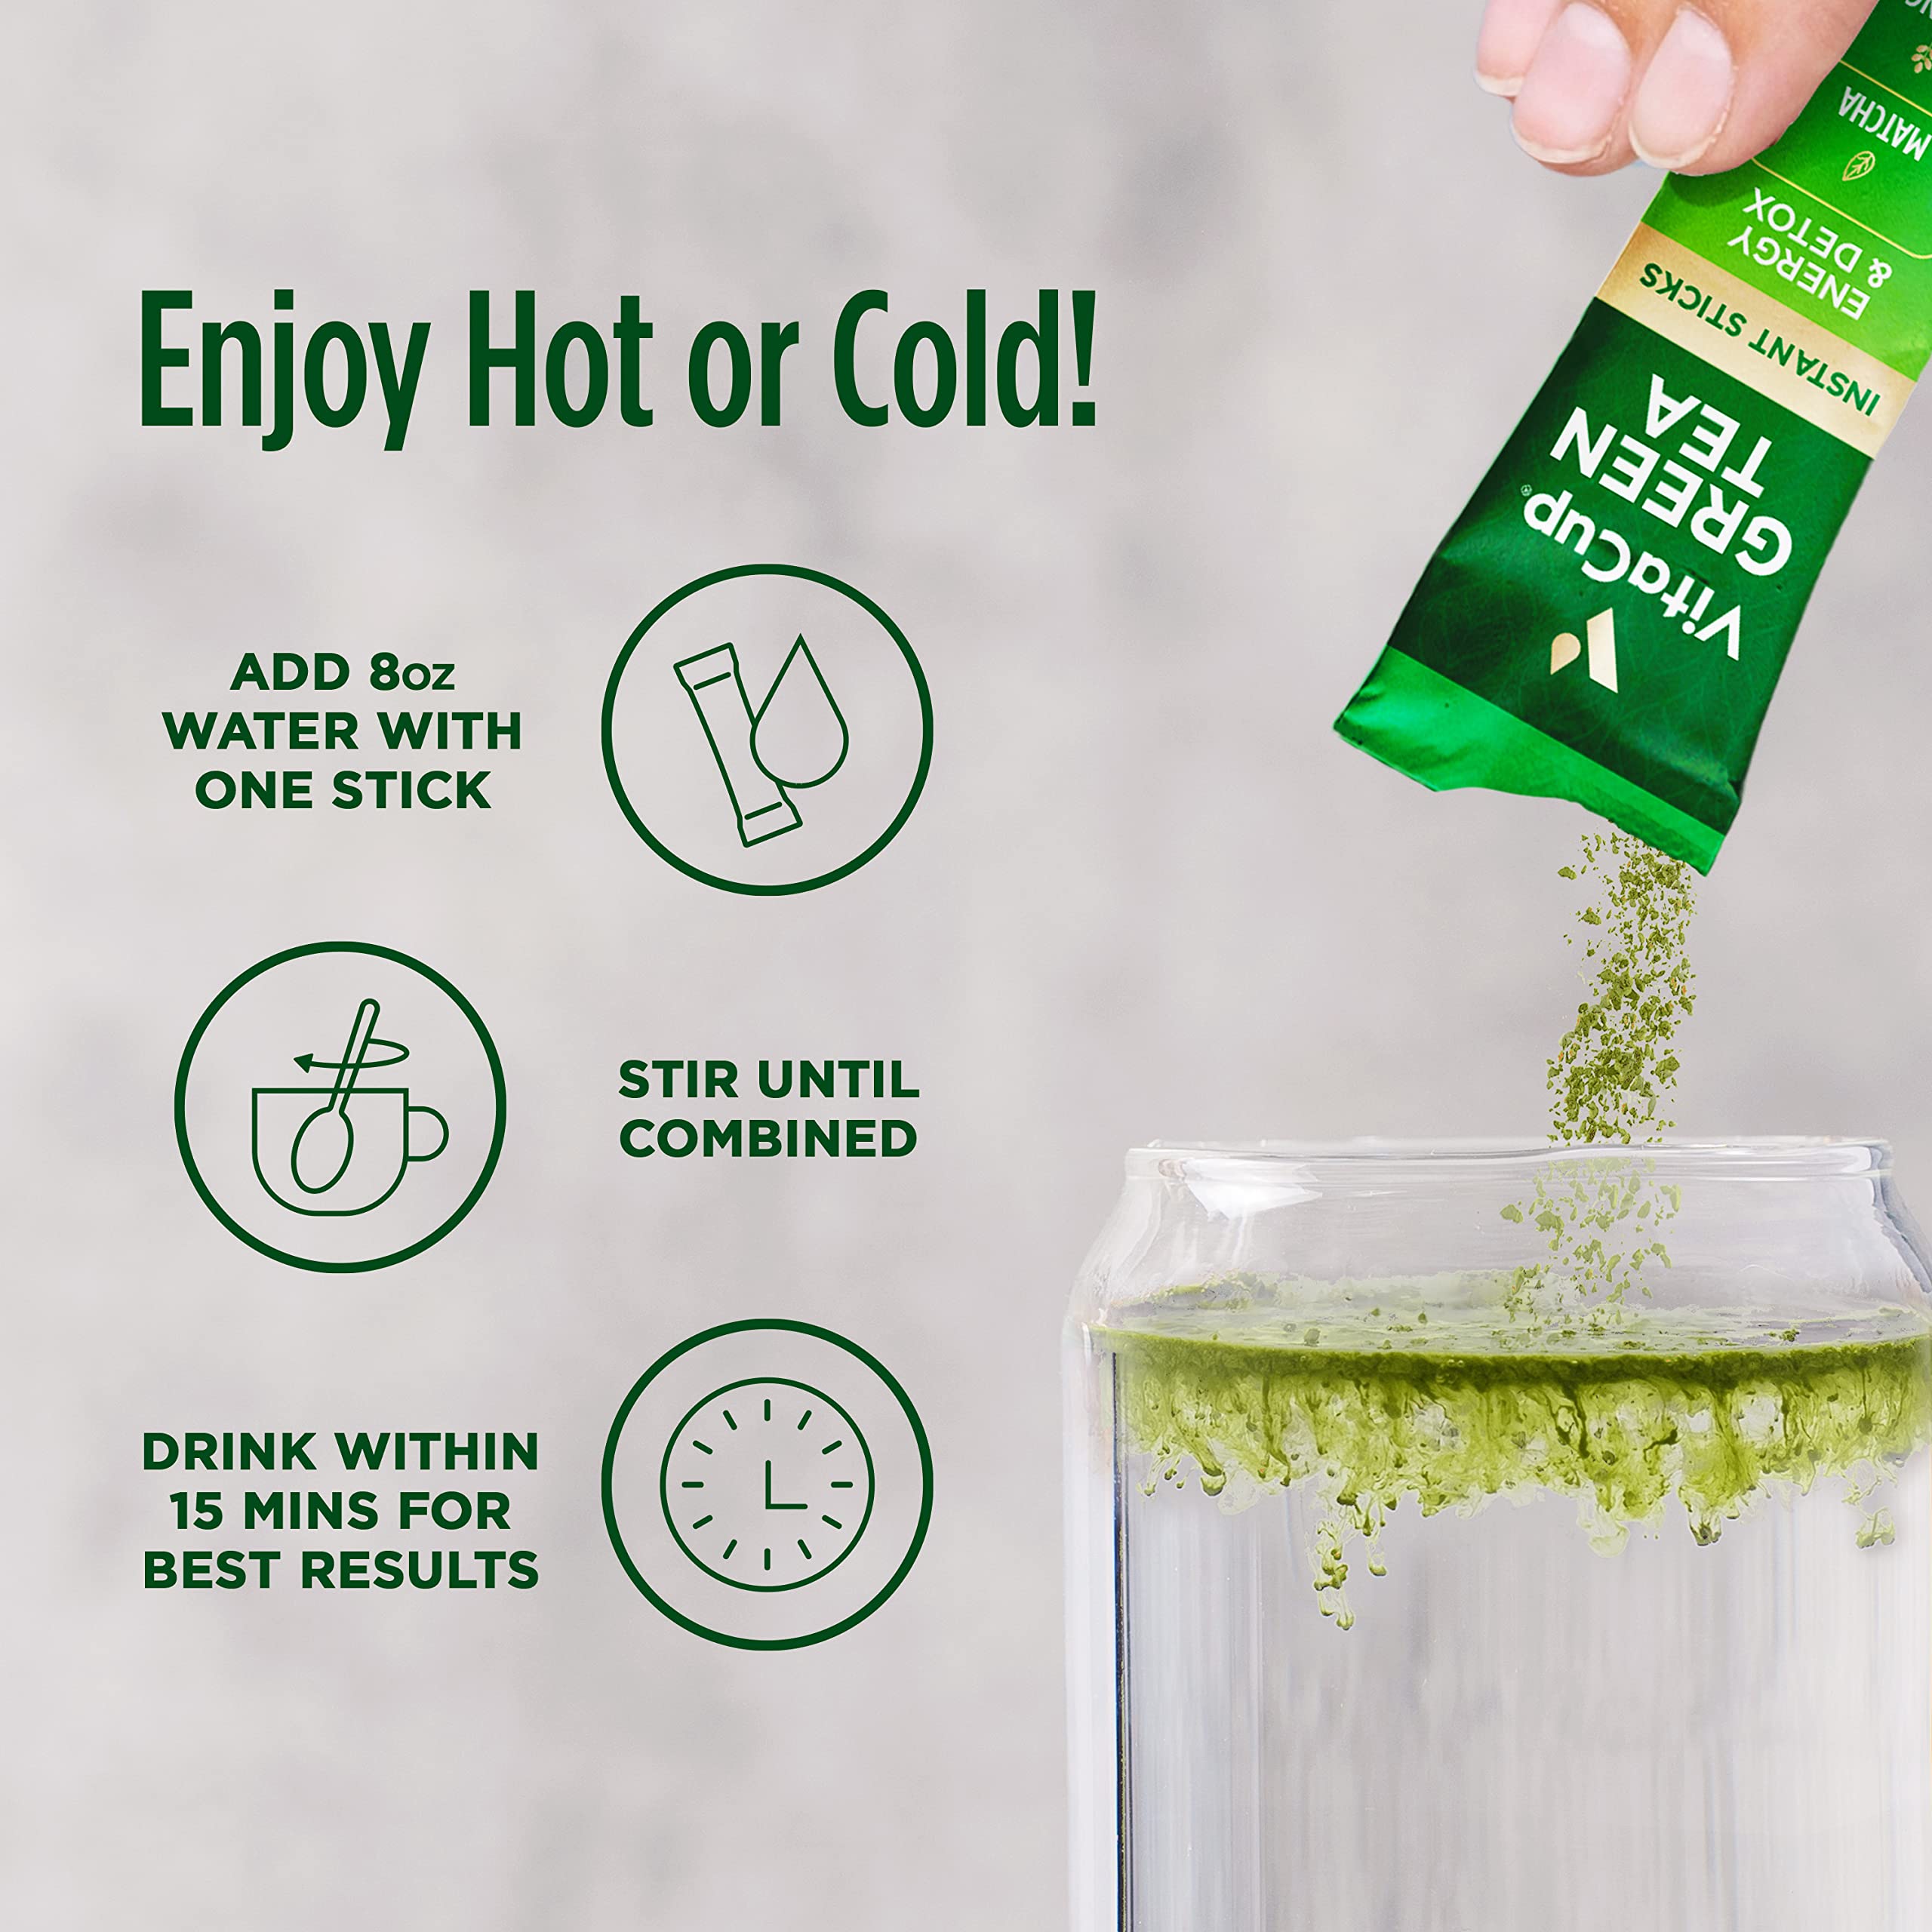 Enjoy Hot or Cold!
ADD 8oz
WATER WITH
ONE STICK
STIR UNTIL
COMBINED
DRINK WITHIN
15 MINS FOR
BEST RESULTS
VitaCup®
GREEN
TEA
INSTANT STICKS
ENERGY
& DETOX
MATCHA